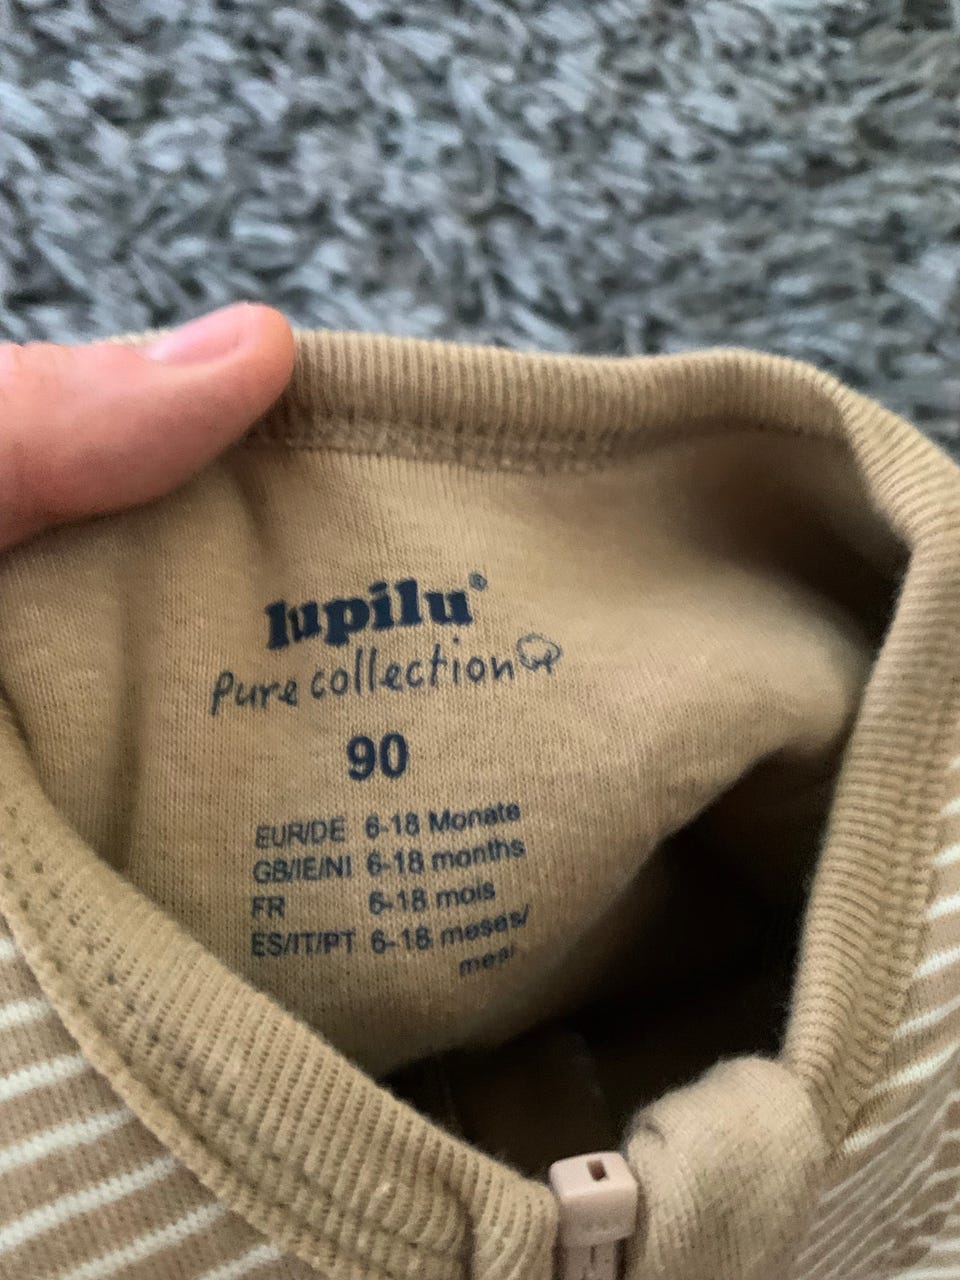 lupilu®
Pure collection
90
EUR/DE 6-18 Monate
GB/IE/NI 6-18 months
FR 6-18 mois
ES/IT/PT 6-18 meses/
mesi/